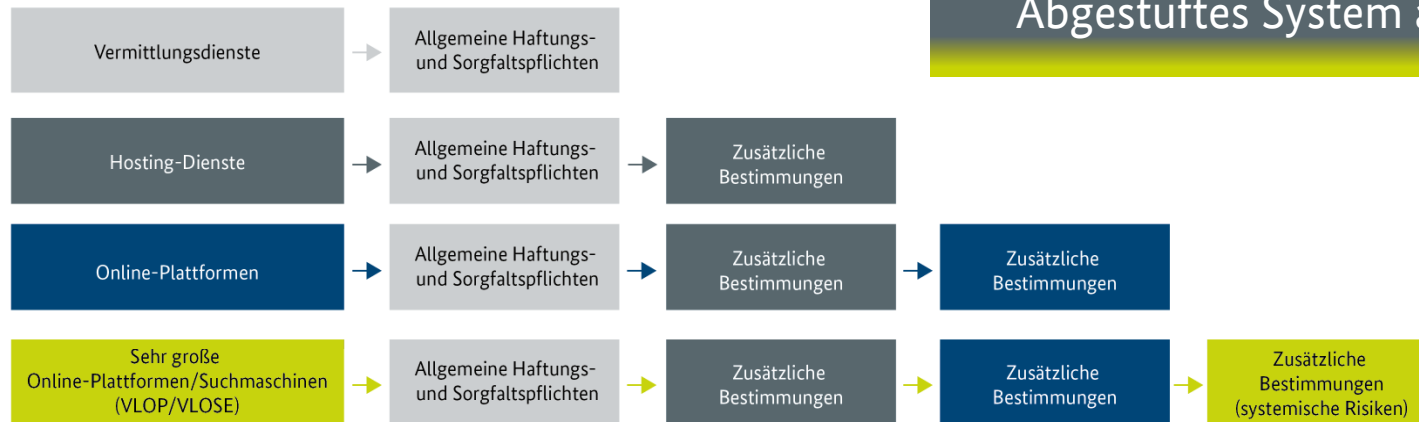 Abgestuftes System
Vermittlungsdienste
Allgemeine Haftungs-
und Sorgfaltspflichten
Hosting-Dienste
Allgemeine Haftungs-
und Sorgfaltspflichten
Zusätzliche
Bestimmungen
Online-Plattformen
Allgemeine Haftungs-
und Sorgfaltspflichten
Zusätzliche
Bestimmungen
Zusätzliche
Bestimmungen
Sehr große
Online-Plattformen/Suchmaschinen
(VLOP/VLOSE)
Allgemeine Haftungs-
und Sorgfaltspflichten
Zusätzliche
Bestimmungen
Zusätzliche
Bestimmungen
Zusätzliche
Bestimmungen
(systemische Risiken)